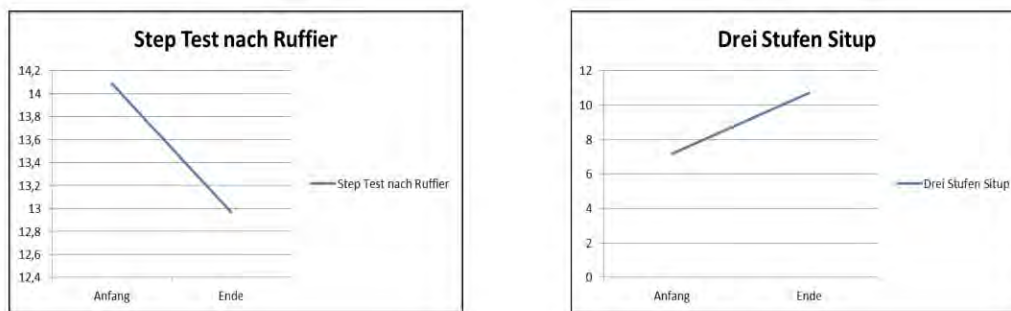 Step Test nach Ruffier
14,2
14
13,8
13,6
13,4
13,2
13
12,8
12,6
12,4
Anfang
Ende
Step Test nach Ruffier
Drei Stufen Situp
12
10
8
6
4
2
0
Anfang
Ende
Drei Stufen Situp